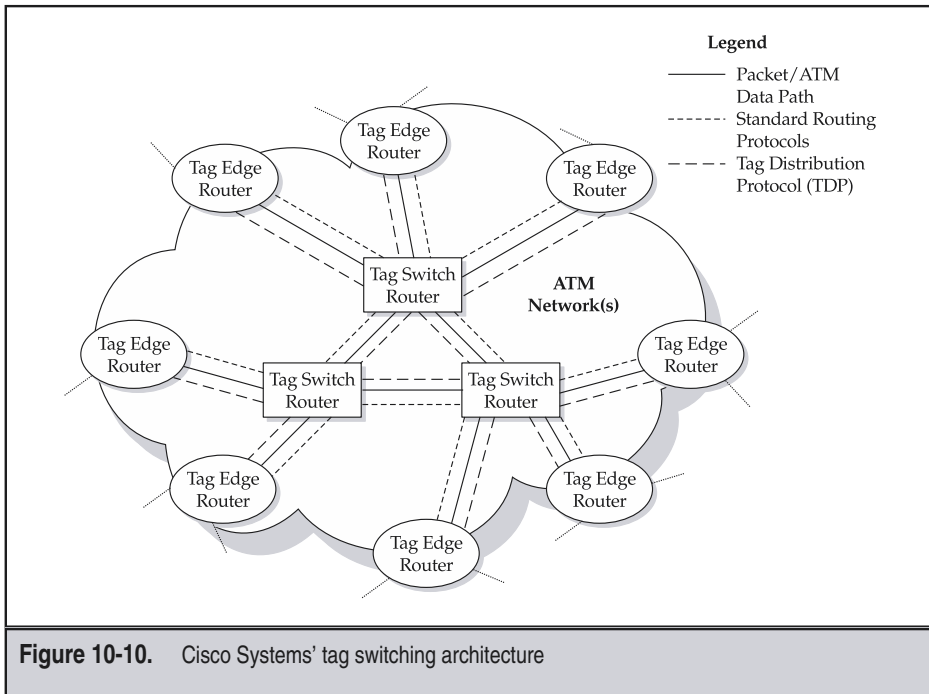 Legend
Packet/ATM
Data Path
Standard Routing
Protocols
Tag Distribution
Protocol (TDP)
Tag Edge
Router
Tag Edge
Router
Tag Edge
Router
Tag Switch
Router
ATM
Network(s)
Tag Edge
Router
Tag Switch
Router
Tag Switch
Router
Tag Edge
Router
Tag Edge
Router
Tag Edge
Router
Tag Edge
Router
Figure 10-10. Cisco Systems' tag switching architecture